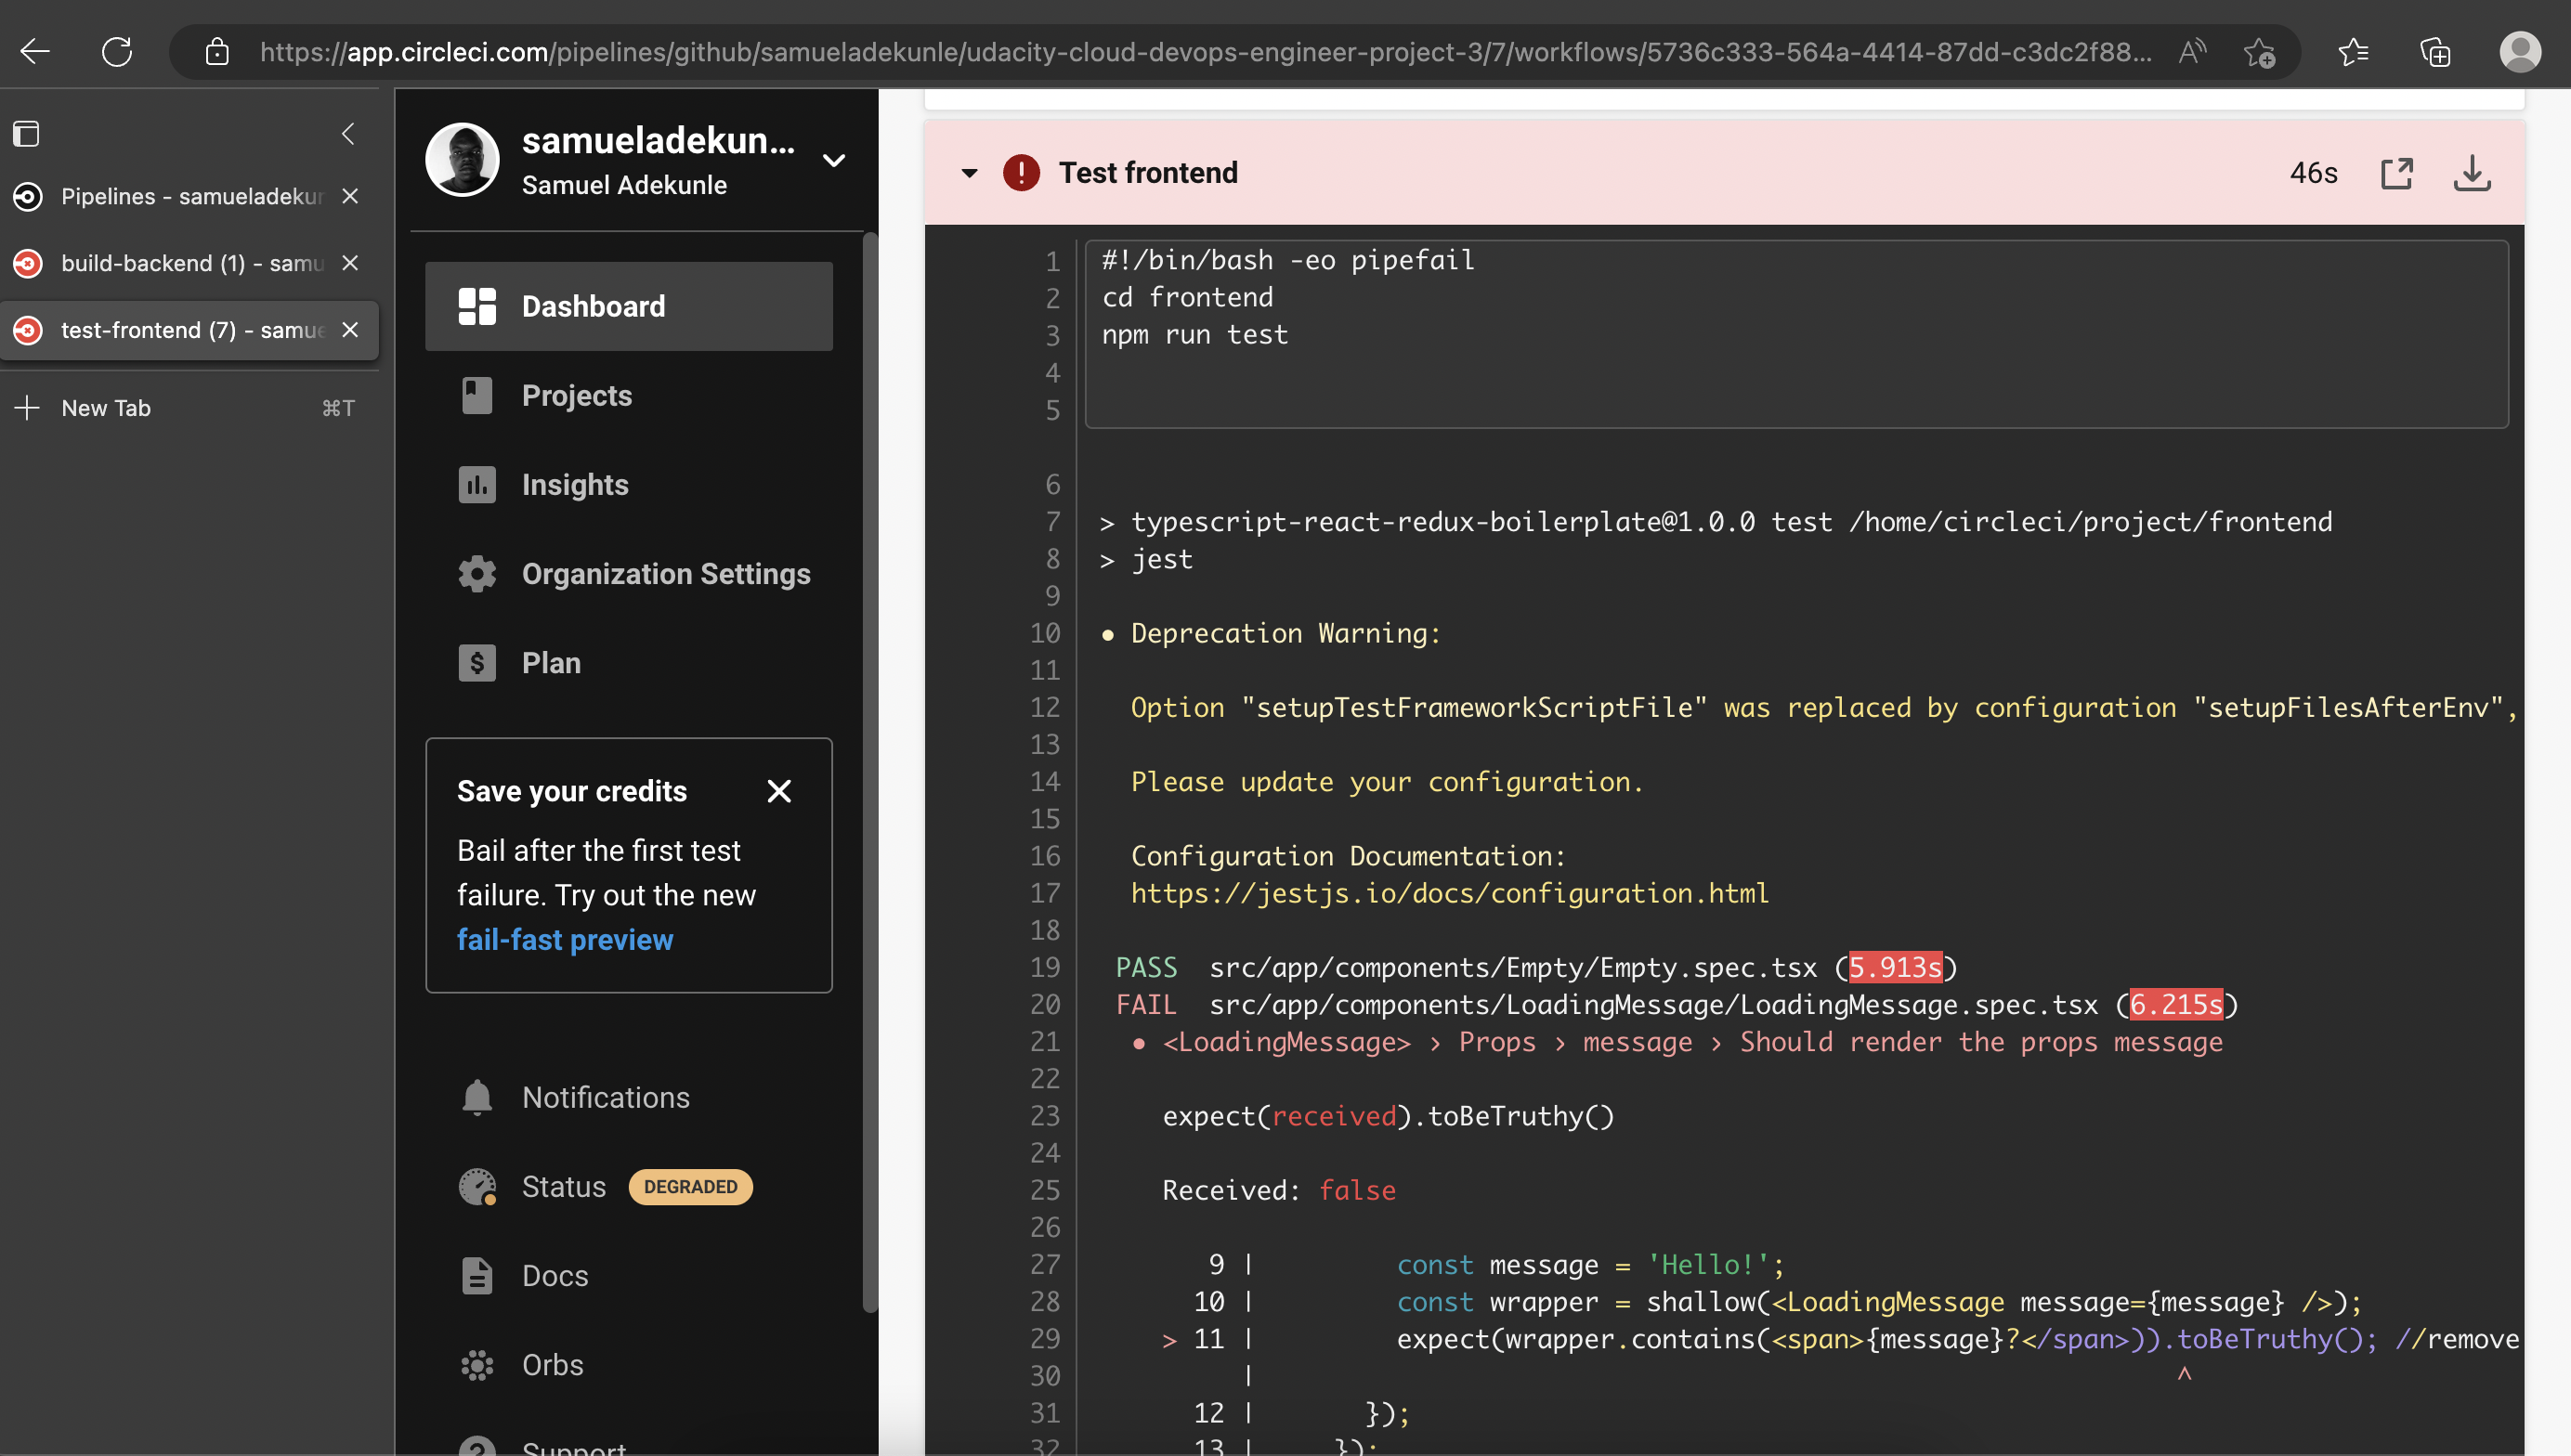 https://app.circleci.com/pipelines/github/samueladekunle/udacity-cloud-devops-engineer-project-3/7/workflows/5736c333-564a-4414-87dd-c3dc2f88...
Pipelines - samueladekur
build-backend (1) - samu
test-frontend (7) - samue
New Tab ⌘T
samueladekun...
Samuel Adekunle
Dashboard
Projects
Insights
Organization Settings
Plan
Save your credits
Bail after the first test
failure. Try out the new
fail-fast preview
Notifications
Status DEGRADED
Docs
Orbs
Support
Test frontend 46s
1 #!/bin/bash -eo pipefail
2 cd frontend
3 npm run test
4
5
6
7 > typescript-react-redux-boilerplate@1.0.0 test /home/circleci/project/frontend
8 > jest
9
10 ● Deprecation Warning:
11
12 Option "setupTestFrameworkScriptFile" was replaced by configuration "setupFilesAfterEnv",
13
14 Please update your configuration.
15
16 Configuration Documentation:
17 https://jestjs.io/docs/configuration.html
18
19 PASS src/app/components/Empty/Empty.spec.tsx (5.913s)
20 FAIL src/app/components/LoadingMessage/LoadingMessage.spec.tsx (6.215s)
21 ● <LoadingMessage> › Props › message › Should render the props message
22
23 expect(received).toBeTruthy()
24
25 Received: false
26
27 9 | const message = 'Hello!';
28 10 | const wrapper = shallow(<LoadingMessage message={message} />);
29 > 11 | expect(wrapper.contains(<span>{message}?</span>)).toBeTruthy(); //remove
30 | ^
31 12 | });
32 13 | });